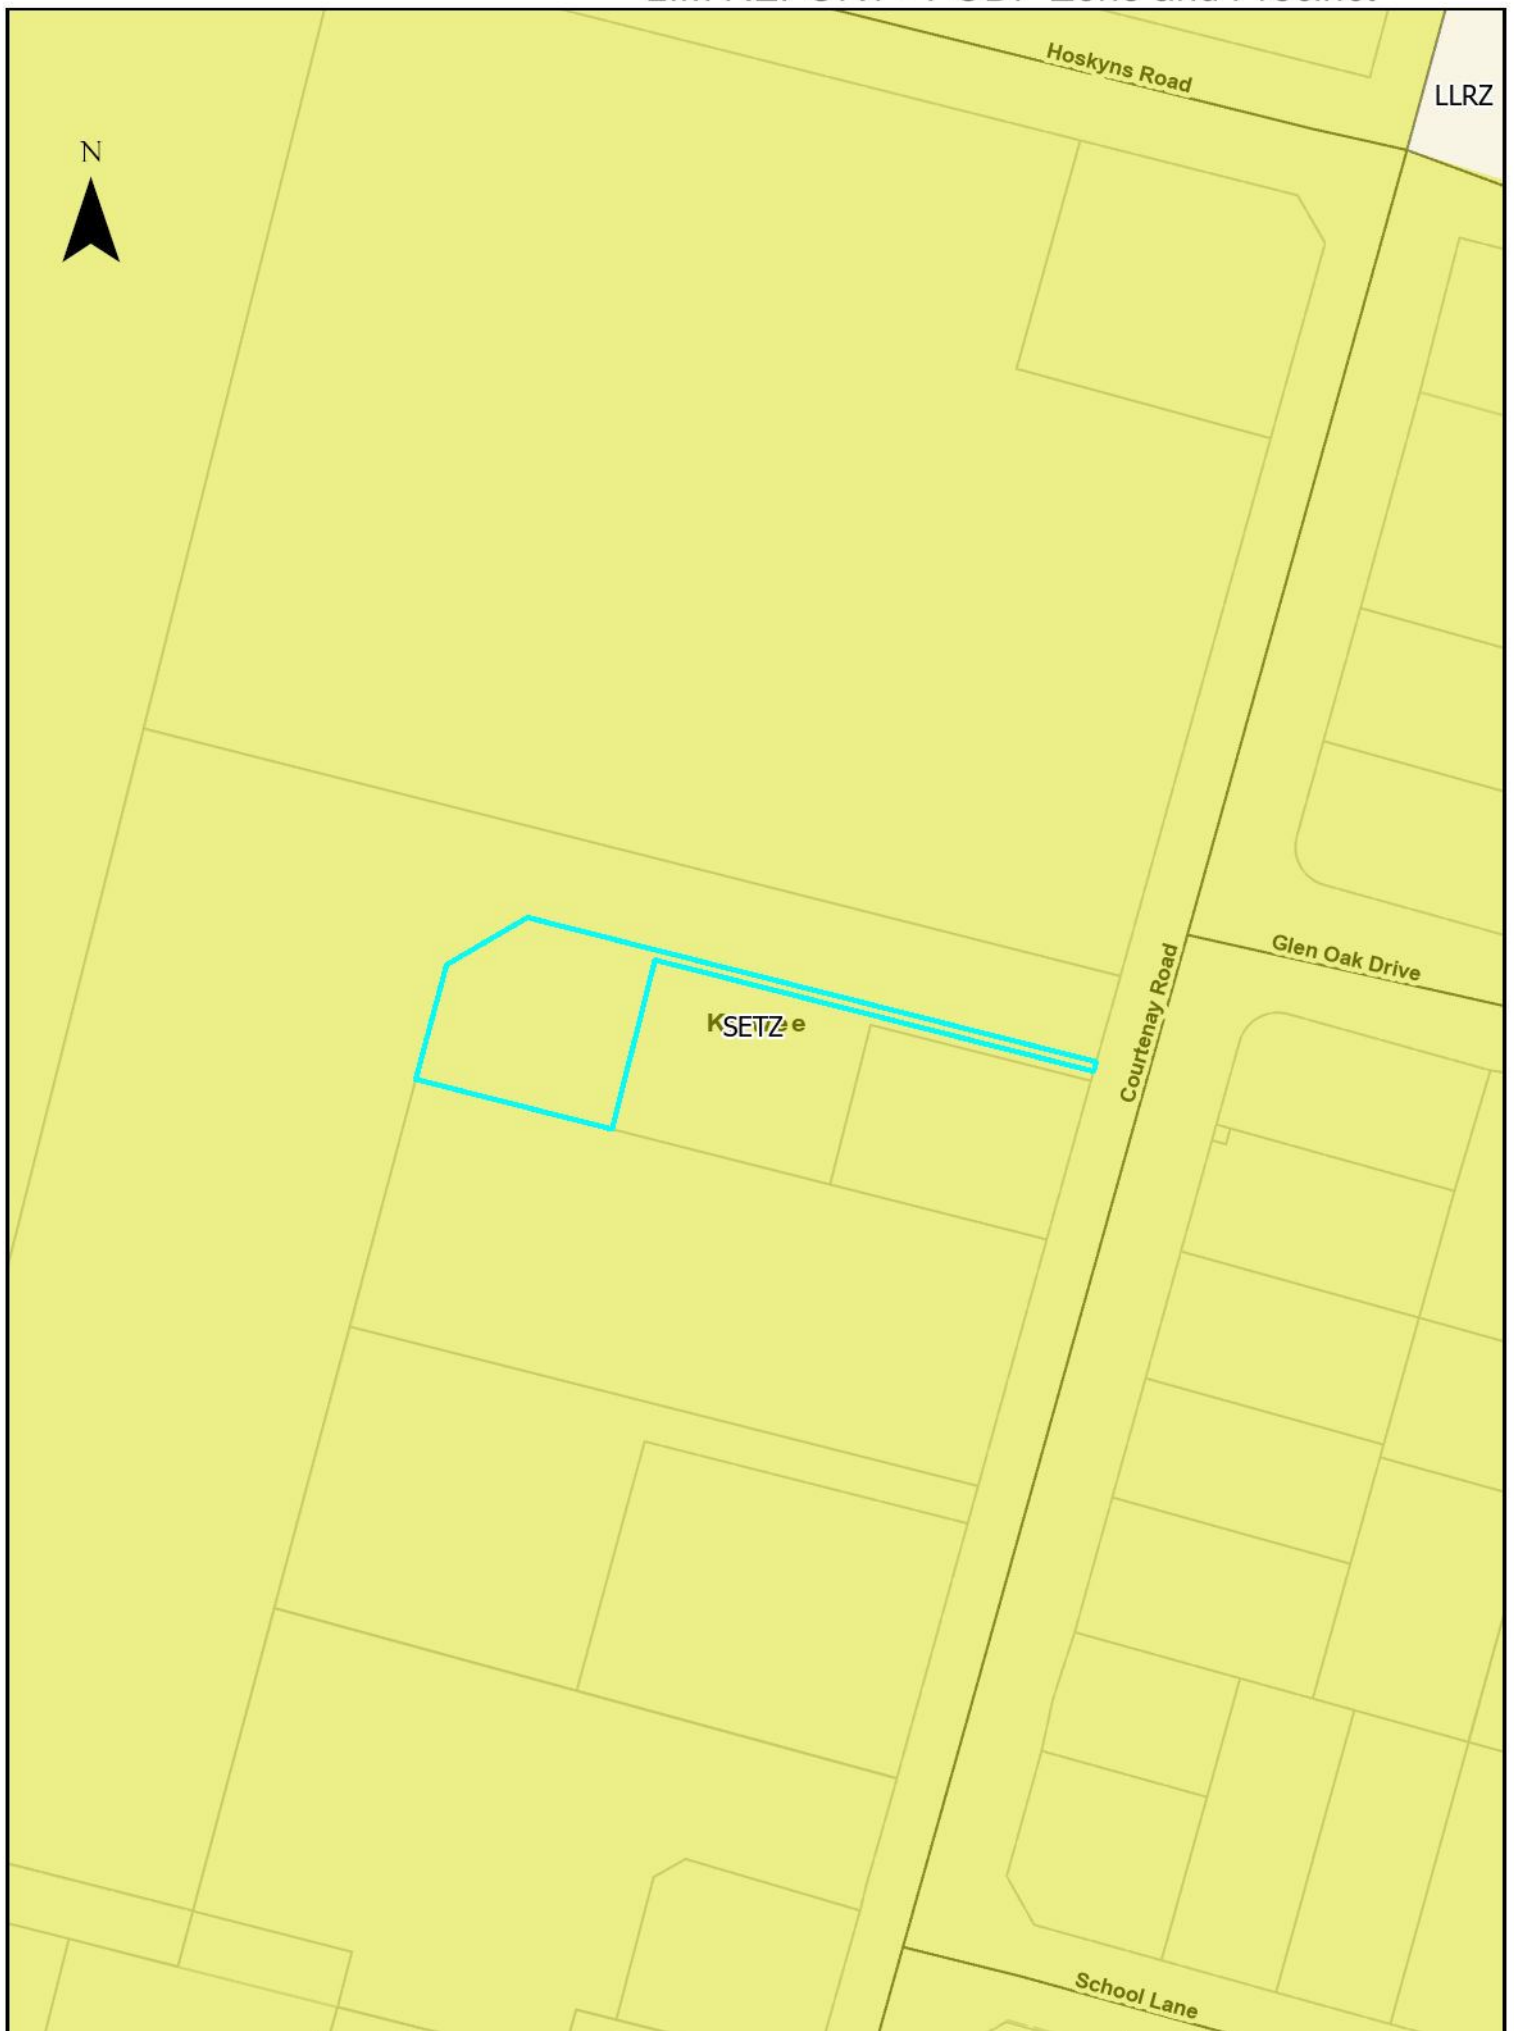 Hoskyns Road
LLRZ
N
Glen Oak Drive
Courtenay Road
SETZ
School Lane